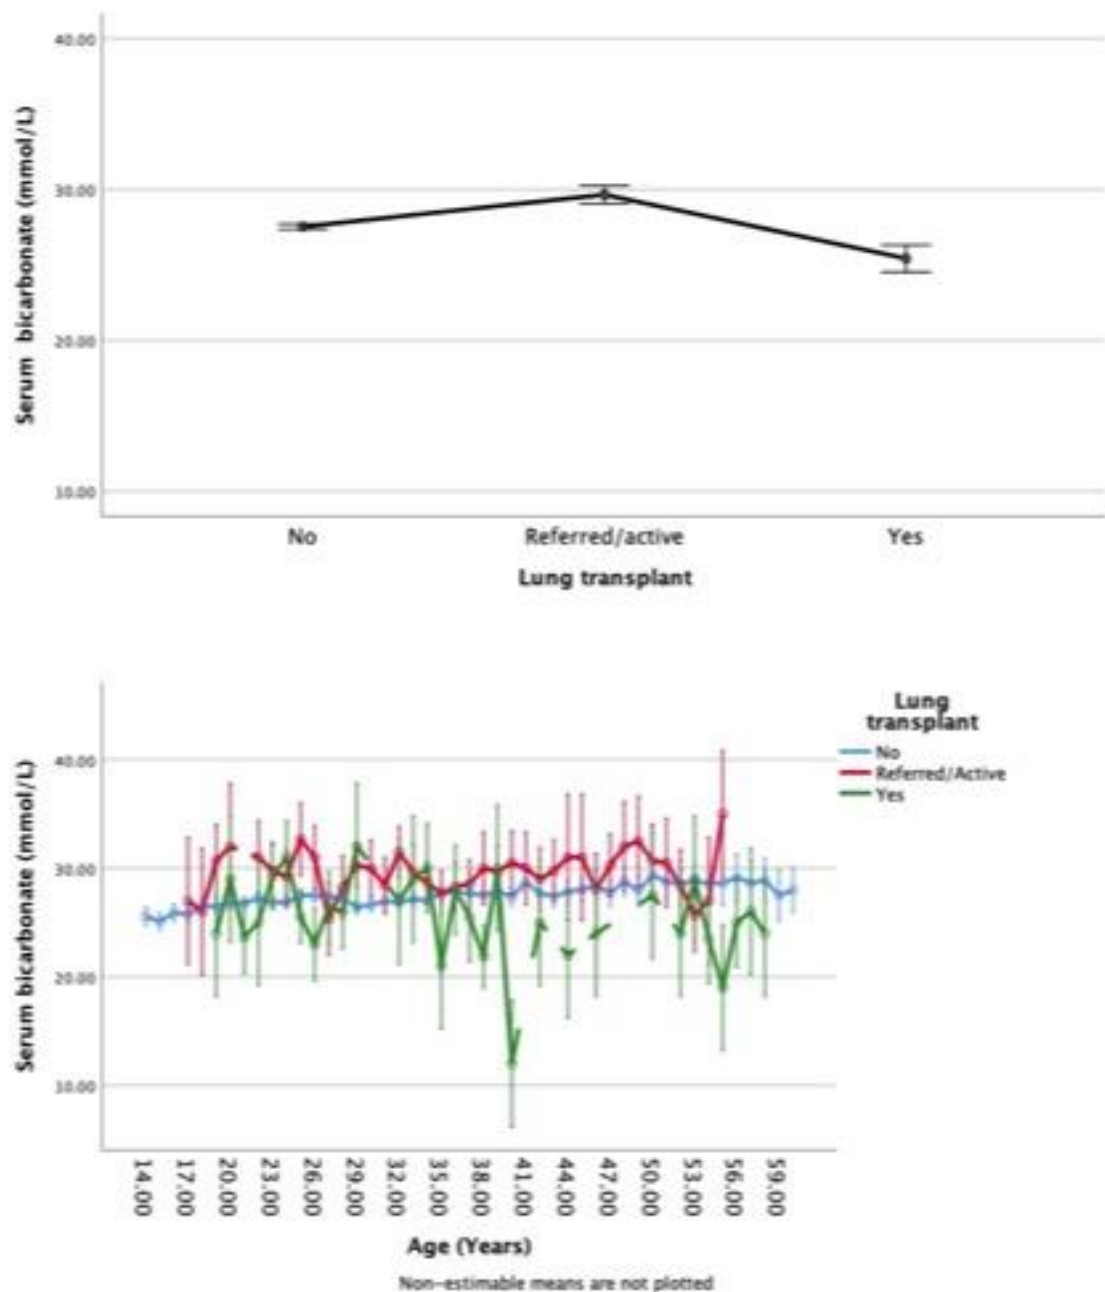 40.00
30.00
20.00
10.00
Serum bicarbonate (mmol/L)
No Referred/active Yes
Lung transplant
Lung
transplant
No
Referred/Active
Yes
40.00
30.00
20.00
10.00
Serum bicarbonate (mmol/L)
14.00 17.00 20.00 23.00 26.00 29.00 32.00 35.00 38.00 41.00 44.00 47.00 50.00 53.00 56.00 59.00
Age (Years)
Non-estimable means are not plotted